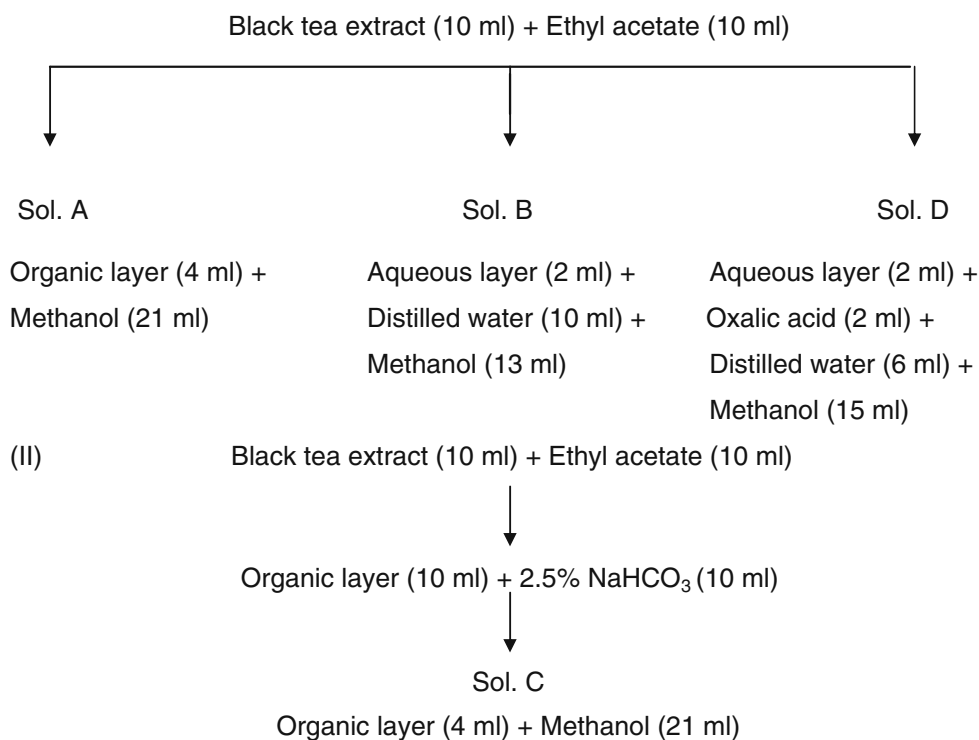 Black tea extract (10 ml) + Ethyl acetate (10 ml)
Sol. A
Organic layer (4 ml) +
Methanol (21 ml)
Sol. B
Aqueous layer (2 ml) +
Distilled water (10 ml) +
Methanol (13 ml)
Sol. D
Aqueous layer (2 ml) +
Oxalic acid (2 ml) +
Distilled water (6 ml) +
Methanol (15 ml)
(II) Black tea extract (10 ml) + Ethyl acetate (10 ml)
Organic layer (10 ml) + 2.5% NaHCO₃ (10 ml)
Sol. C
Organic layer (4 ml) + Methanol (21 ml)